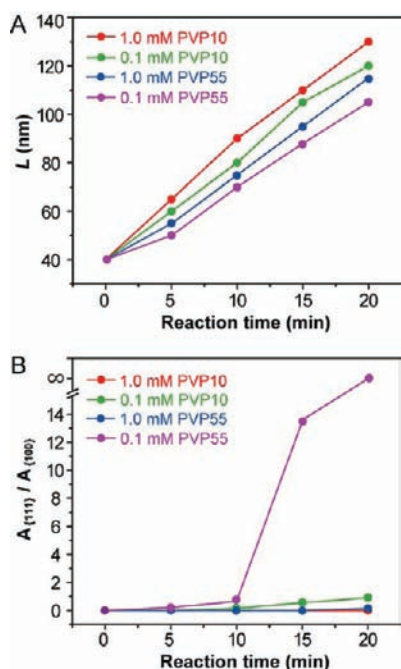 A
140
120
100
80
60
40
L (nm)
1.0 mM PVP10
0.1 mM PVP10
1.0 mM PVP55
0.1 mM PVP55
0 5 10 15 20
Reaction time (min)
B
∞
14
12
10
8
6
4
2
0
A{111} / A{100}
1.0 mM PVP10
0.1 mM PVP10
1.0 mM PVP55
0.1 mM PVP55
0 5 10 15 20
Reaction time (min)